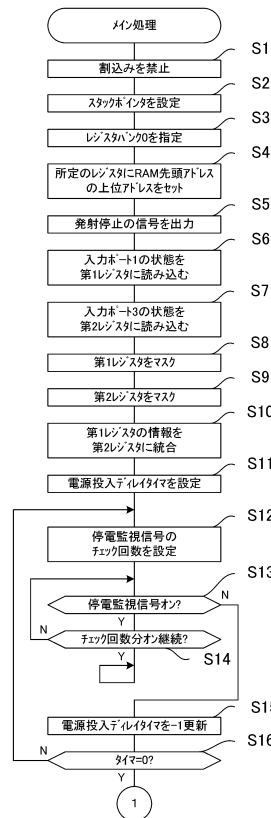 メイン処理
S1
割込みを禁止
S2
スタックポインタを設定
S3
レジスタバンク0を指定
S4
所定のレジスタにRAM先頭アドレス
の上位アドレスをセット
S5
発射停止の信号を出力
S6
入力ポート1の状態を
第1レジスタに読み込む
S7
入力ポート3の状態を
第2レジスタに読み込む
S8
第1レジスタをマスク
S9
第2レジスタをマスク
S10
第1レジスタの情報を
第2レジスタに統合
S11
電源投入ディレイタイマを設定
S12
停電監視信号の
チェック回数を設定
S13
停電監視信号オン?
N
Y
N
チェック回数分オン継続?
Y
S14
S15
電源投入ディレイタイマを-1更新
S16
N
タイマ=0?
Y
1